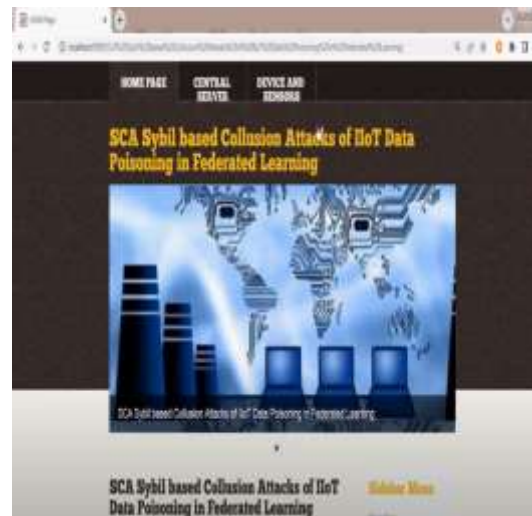 HOME PAGE
CENTRAL
SERVER
DEVICE AND
SENSORS
SCA Sybil based Collusion Attacks of IIoT Data
Poisoning in Federated Learning
SCA Sybil based Collusion Attacks of IIoT Data Poisoning in Federated Learning
SCA Sybil based Collusion Attacks of IIoT
Data Poisoning in Federated Learning
Sidebar Menu